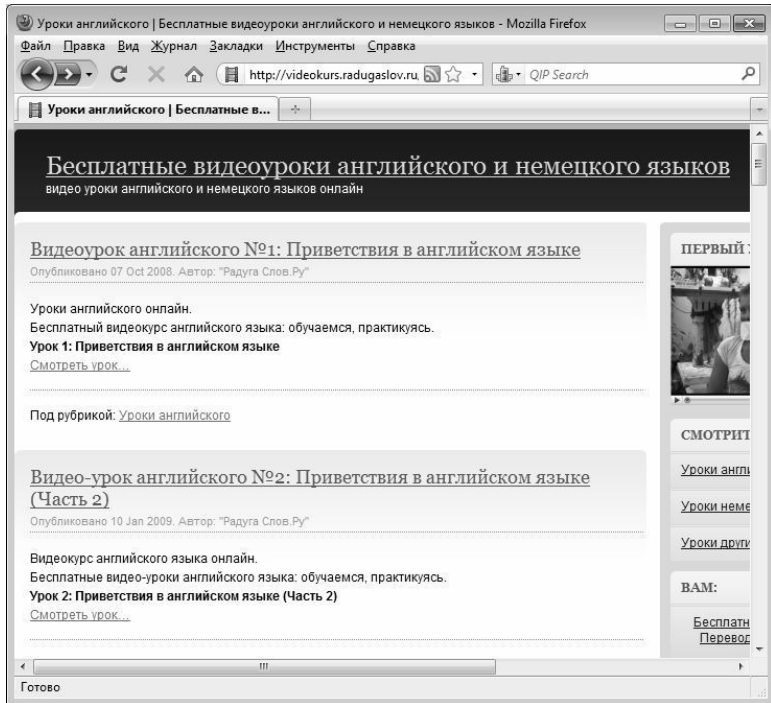 Уроки английского | Бесплатные видеоуроки английского и немецкого языков - Mozilla Firefox
Файл Правка Вид Журнал Закладки Инструменты Справка
http://videokurs.radugaslov.ru, QIP Search
Уроки английского | Бесплатные в...
Бесплатные видеоуроки английского и немецкого языков
видео уроки английского и немецкого языков онлайн
Видеоурок английского №1: Приветствия в английском языке
Опубликовано 07 Oct 2008. Автор: "Радуга Слов.Ру"
Уроки английского онлайн.
Бесплатный видеокурс английского языка: обучаемся, практикуясь.
Урок 1: Приветствия в английском языке
Смотреть урок...
Под рубрикой: Уроки английского
Видео-урок английского №2: Приветствия в английском языке
(Часть 2)
Опубликовано 10 Jan 2009. Автор: "Радуга Слов.Ру"
Видеокурс английского языка онлайн.
Бесплатные видео-уроки английского языка: обучаемся, практикуясь.
Урок 2: Приветствия в английском языке (Часть 2)
Смотреть урок...
ПЕРВЫЙ
СМОТРИТ
Уроки англи
Уроки неме
Уроки други
ВАМ:
Бесплатн
Перевод
Готово